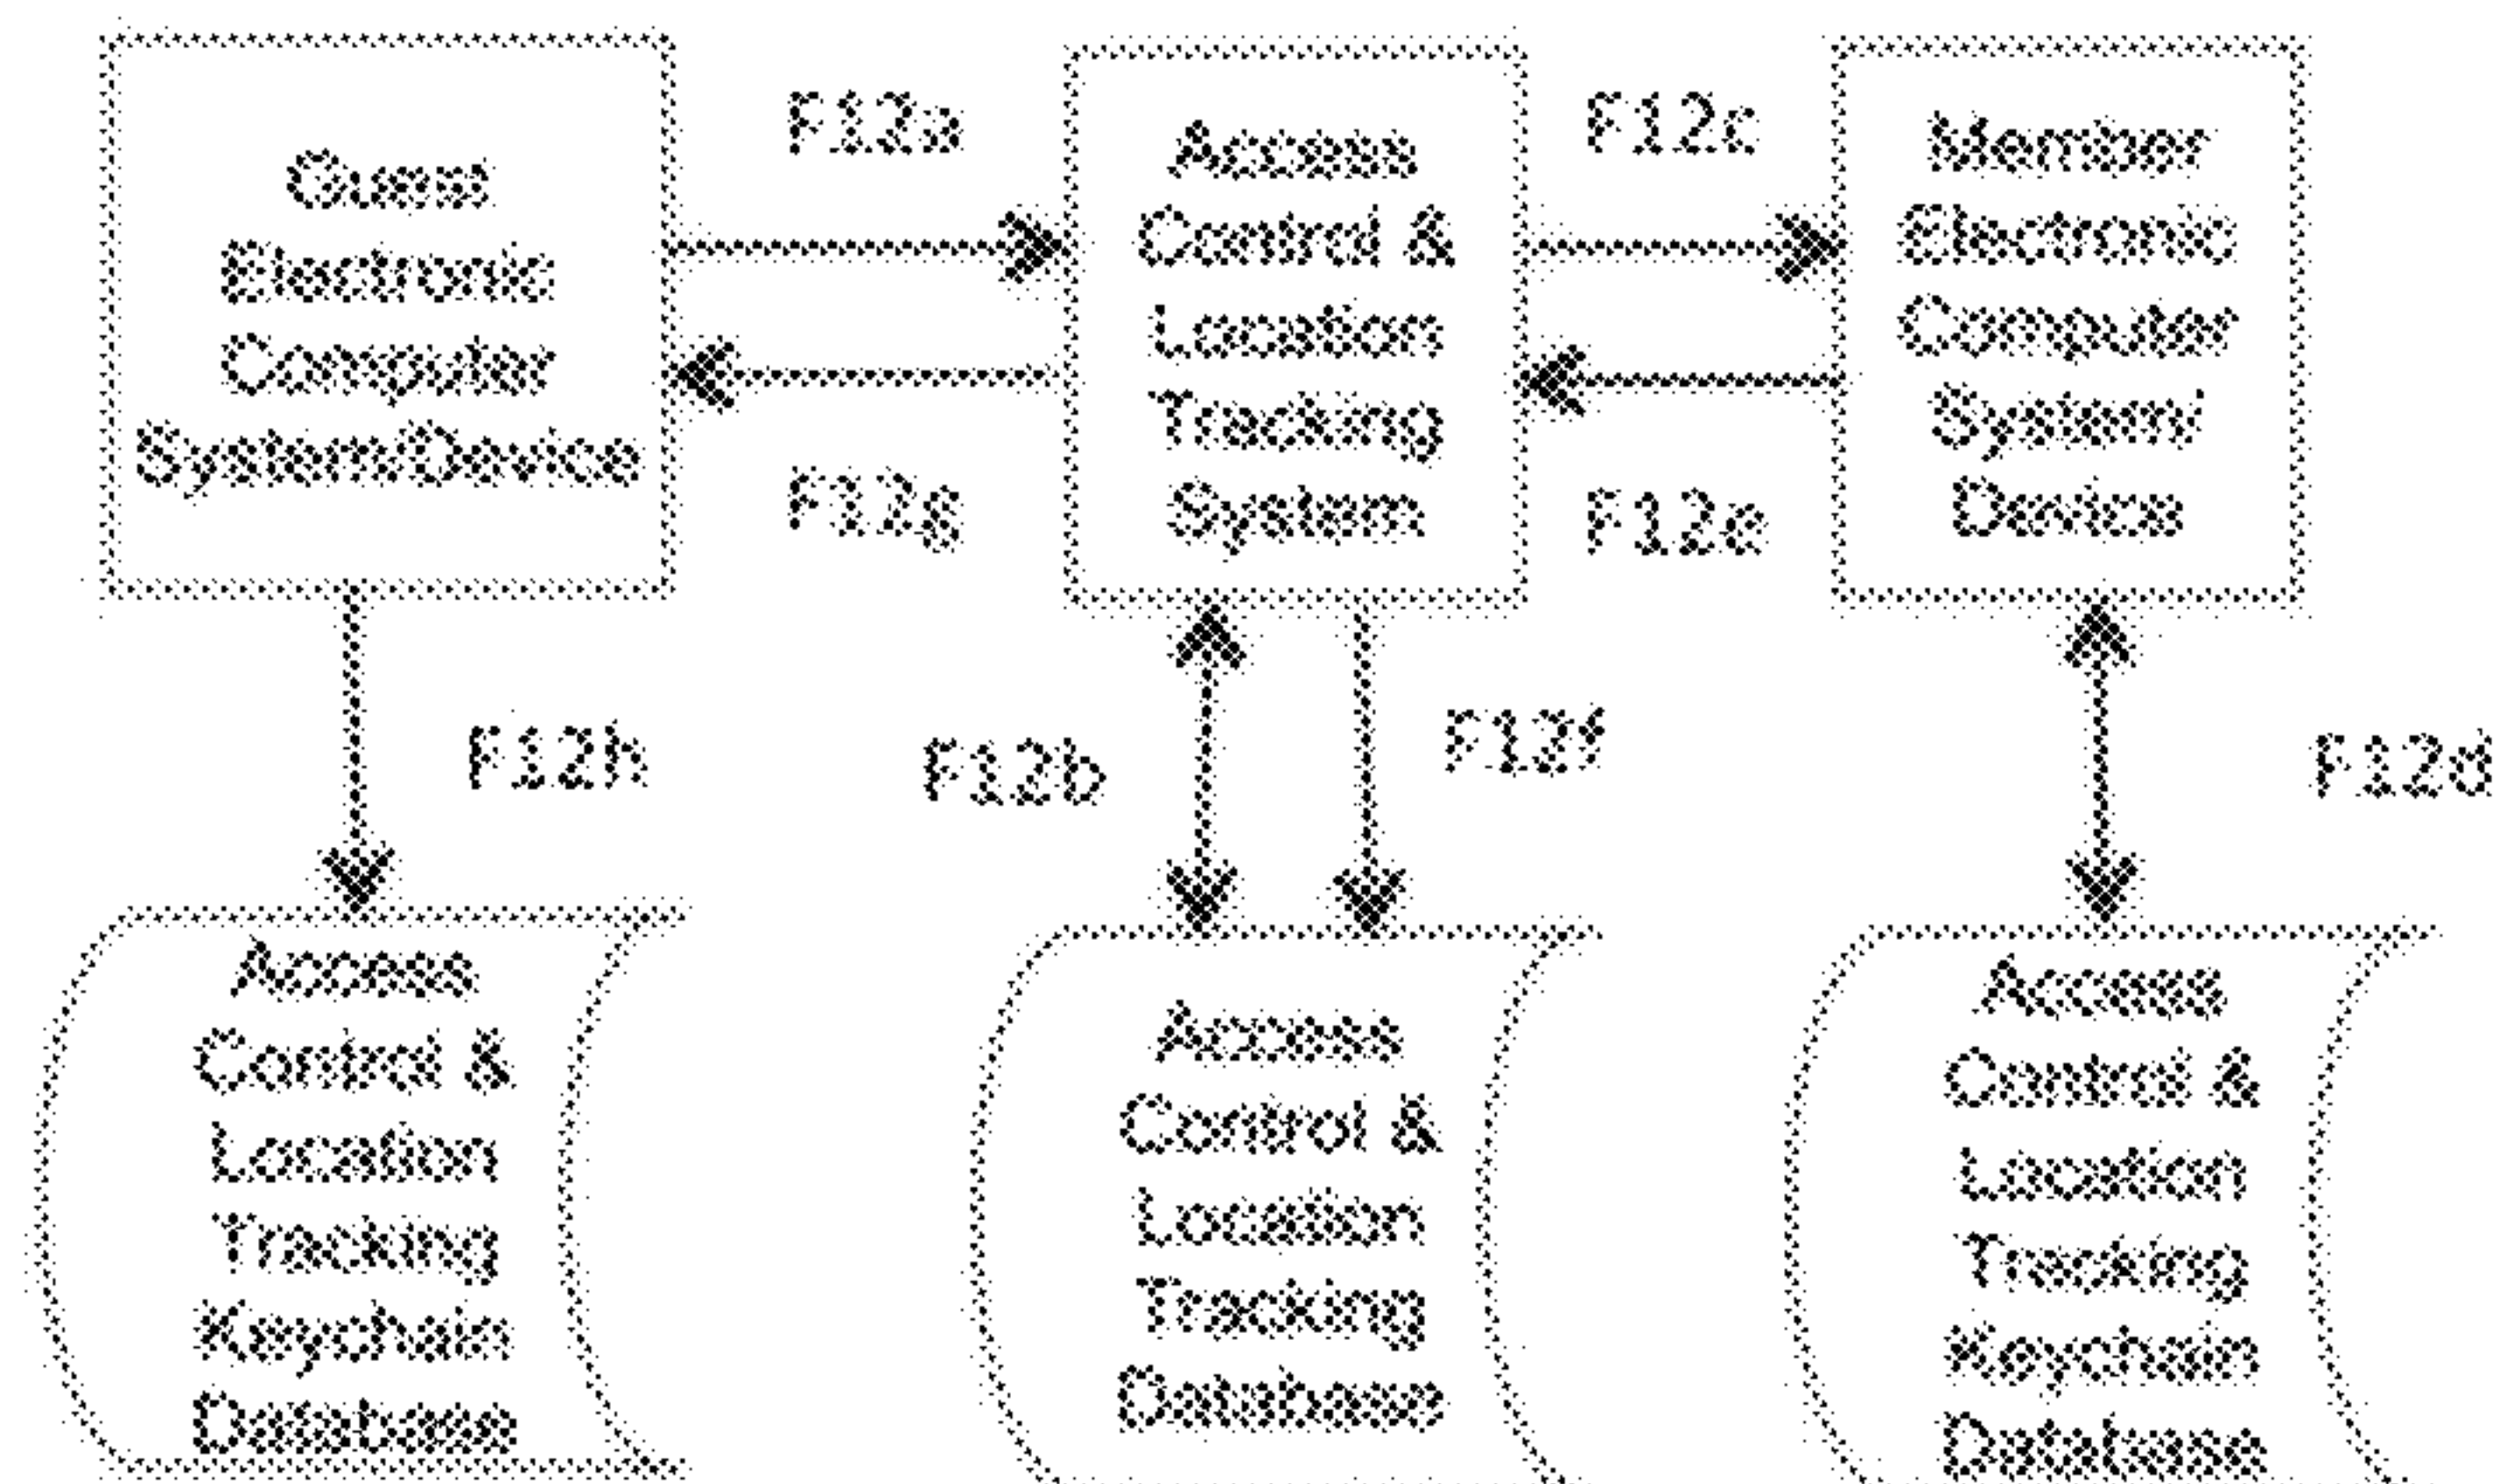 Guest
Electronic
Computer
System/Device
F12a
Access
Control &
Location
Tracking
System
F12c
Member
Electronic
Computer
System/
Device
F12g
F12e
F12h
F12b
F12f
F12d
Access
Control &
Location
Tracking
Keychain
Database
Access
Control &
Location
Tracking
Database
Access
Control &
Location
Tracking
Keychain
Database